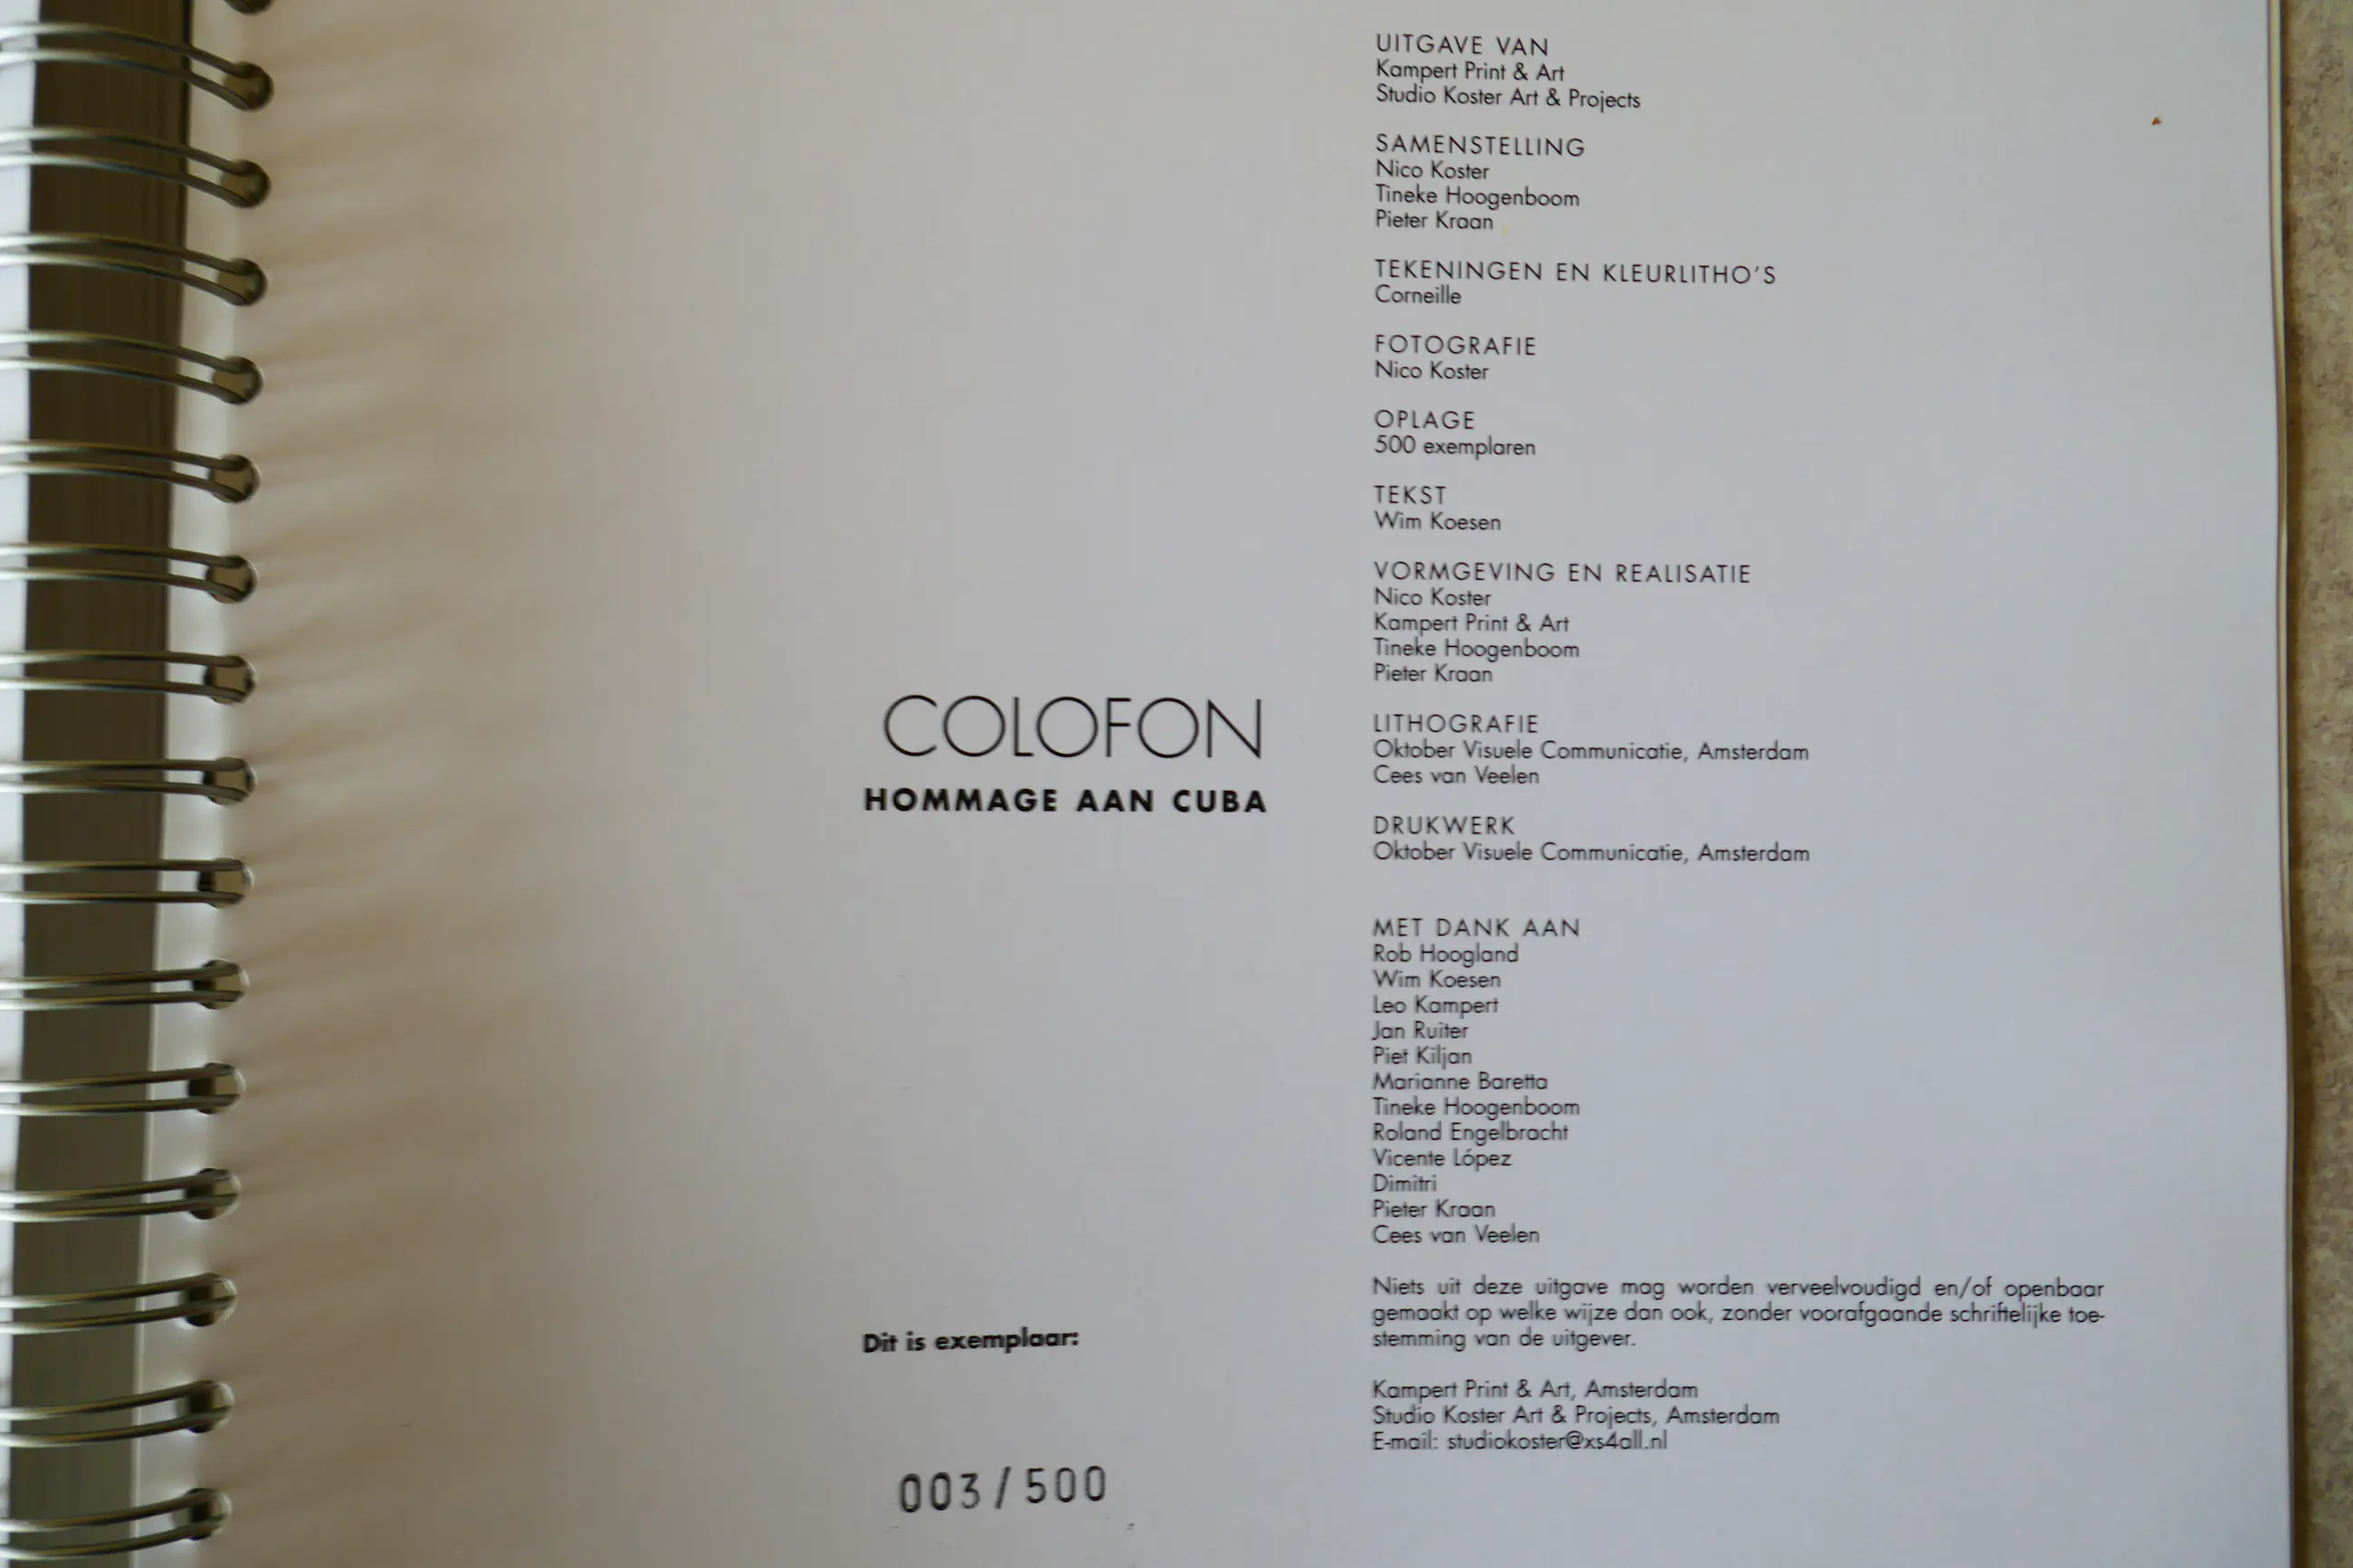 COLOFON
HOMMAGE AAN CUBA
Dit is exemplaar:
003/500
UITGAVE VAN
Kampert Print & Art
Studio Koster Art & Projects
SAMENSTELLING
Nico Koster
Tineke Hoogenboom
Pieter Kraan
TEKENINGEN EN KLEURLITHO'S
Corneille
FOTOGRAFIE
Nico Koster
OPLAGE
500 exemplaren
TEKST
Wim Koesen
VORMGEVING EN REALISATIE
Nico Koster
Kampert Print & Art
Tineke Hoogenboom
Pieter Kraan
LITHOGRAFIE
Oktober Visuele Communicatie, Amsterdam
Cees van Veelen
DRUKWERK
Oktober Visuele Communicatie, Amsterdam
MET DANK AAN
Rob Hoogland
Wim Koesen
Leo Kampert
Jan Ruiter
Piet Kiljan
Marianne Baretta
Tineke Hoogenboom
Roland Engelbracht
Vicente López
Dimitri
Pieter Kraan
Cees van Veelen
Niets uit deze uitgave mag worden verveelvoudigd en/of openbaar
gemaakt op welke wijze dan ook, zonder voorafgaande schriftelijke toe-
stemming van de uitgever.
Kampert Print & Art, Amsterdam
Studio Koster Art & Projects, Amsterdam
E-mail: studiokoster@xs4all.nl